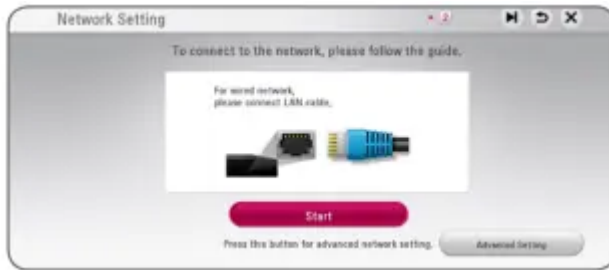 Network Setting
2
To connect to the network, please follow the guide.
For wired network,
please connect LAN cable.
Start
Press this button for advanced network setting.
Advanced Setting